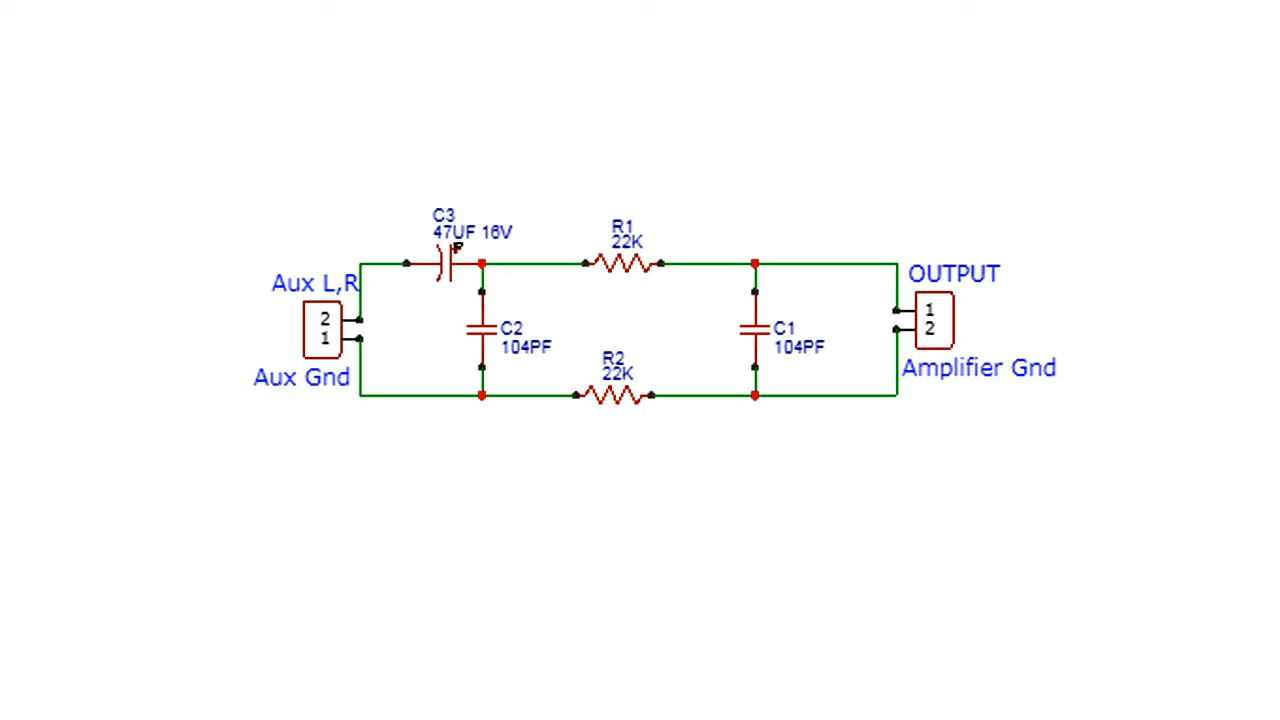 C3
47UF 16V
P
R1
22K
Aux L,R
OUTPUT
2
1
1
2
C2
104PF
C1
104PF
R2
22K
Aux Gnd
Amplifier Gnd